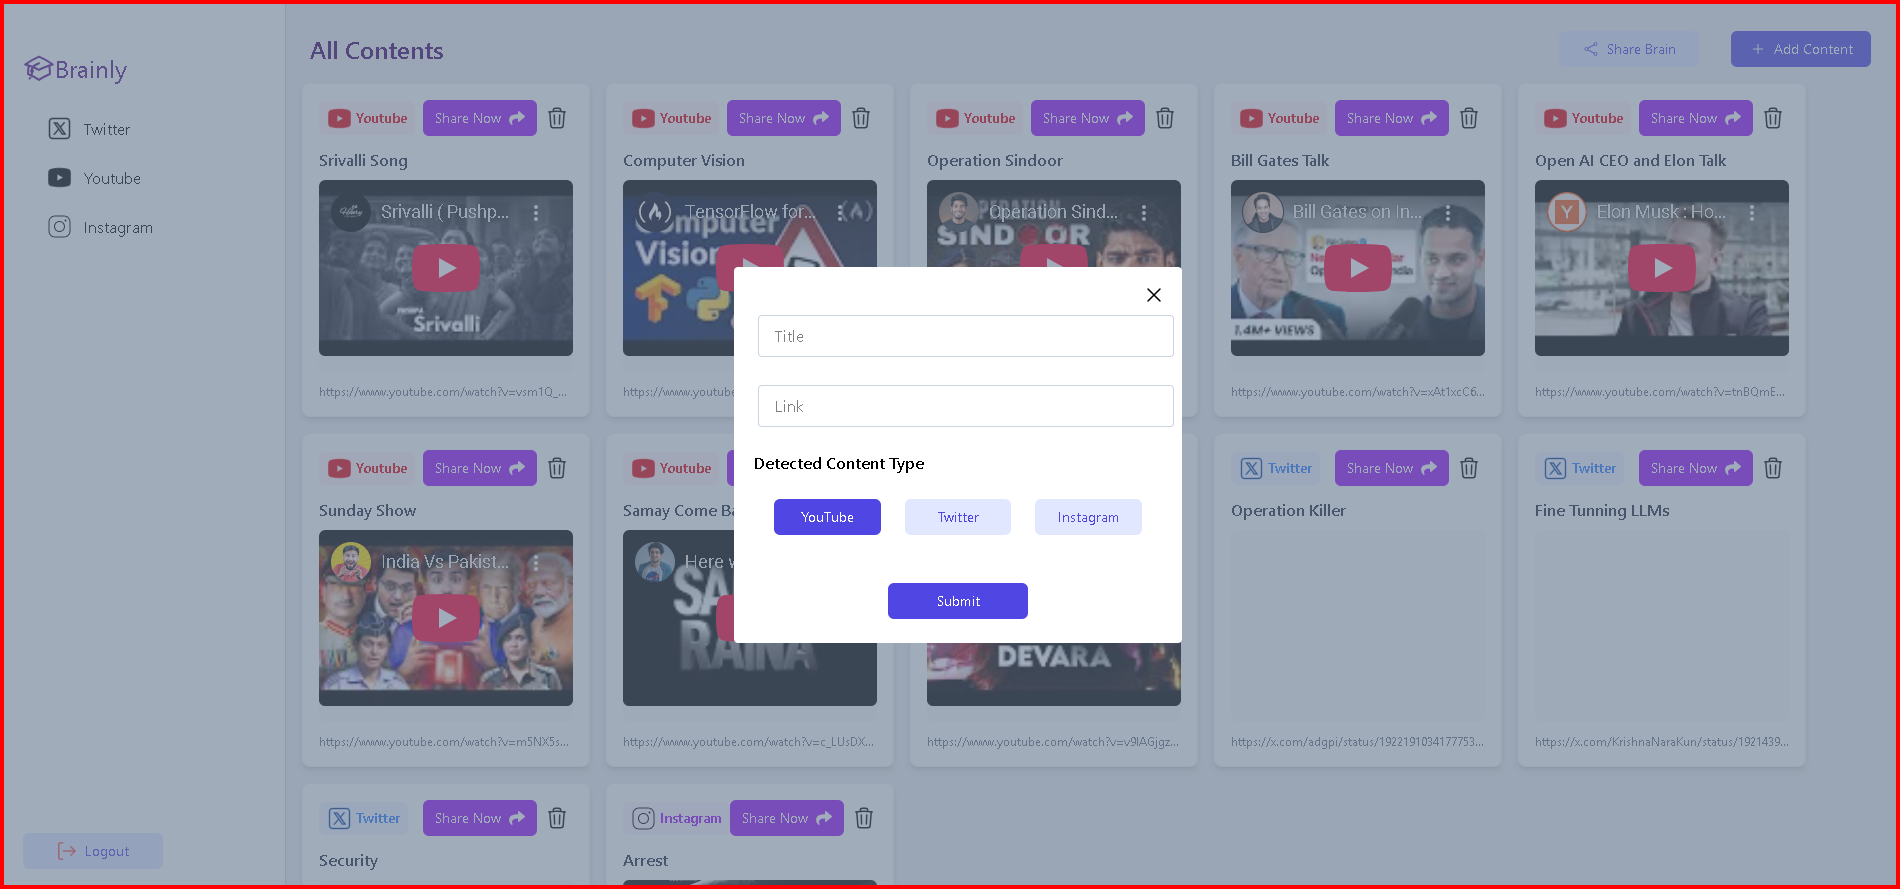 Brainly
Twitter
Youtube
Instagram
Logout
All Contents
Share Brain
Add Content
Youtube Share Now
Srivalli Song
Srivalli ( Pushp...
Srivalli
https://www.youtube.com/watch?v=vsm1Q_...
Youtube Share Now
Computer Vision
TensorFlow for...
Computer
Vision
Youtube Share Now
Operation Sindoor
Operation Sind...
OPERATION
SINDOOR
Youtube Share Now
Bill Gates Talk
Bill Gates on In...
1.4M+ VIEWS
https://www.youtube.com/watch?v=xAt1xcC6...
Youtube Share Now
Open AI CEO and Elon Talk
Elon Musk : Ho...
Y
https://www.youtube.com/watch?v=tnBQmE...
Title
Link
Detected Content Type
YouTube Twitter Instagram
Submit
Youtube Share Now
Sunday Show
India Vs Pakist...
https://www.youtube.com/watch?v=m5NX5s...
Youtube
Samay Come Ba
Here w
RAINA
https://www.youtube.com/watch?v=c_LUsDX...
DEVARA
https://www.youtube.com/watch?v=v9lAGjgz...
Twitter Share Now
Operation Killer
https://x.com/adgpi/status/1922191034177753...
Twitter Share Now
Fine Tunning LLMs
https://x.com/KrishnaNaraKun/status/1921439...
Twitter Share Now
Security
Instagram Share Now
Arrest